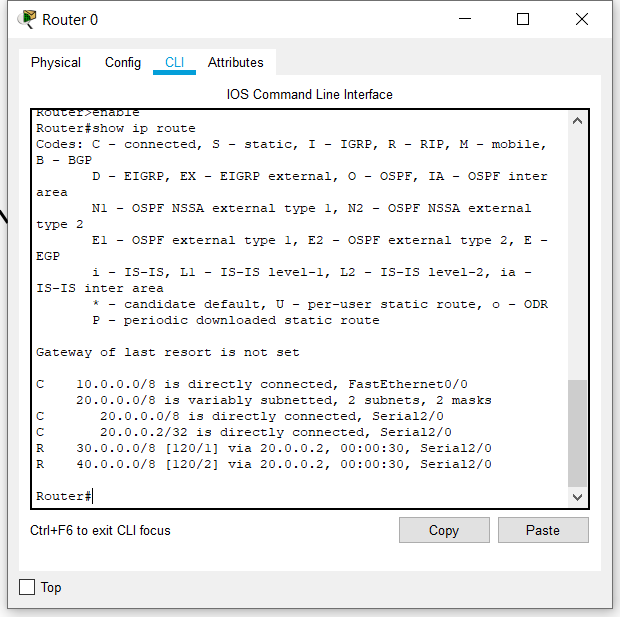 Router 0
Physical Config CLI Attributes
IOS Command Line Interface
Router>enable
Router#show ip route
Codes: C - connected, S - static, I - IGRP, R - RIP, M - mobile,
B - BGP
D - EIGRP, EX - EIGRP external, O - OSPF, IA - OSPF inter
area
N1 - OSPF NSSA external type 1, N2 - OSPF NSSA external
type 2
E1 - OSPF external type 1, E2 - OSPF external type 2, E -
EGP
i - IS-IS, L1 - IS-IS level-1, L2 - IS-IS level-2, ia -
IS-IS inter area
* - candidate default, U - per-user static route, o - ODR
P - periodic downloaded static route
Gateway of last resort is not set
C 10.0.0.0/8 is directly connected, FastEthernet0/0
20.0.0.0/8 is variably subnetted, 2 subnets, 2 masks
C 20.0.0.0/8 is directly connected, Serial2/0
C 20.0.0.2/32 is directly connected, Serial2/0
R 30.0.0.0/8 [120/1] via 20.0.0.2, 00:00:30, Serial2/0
R 40.0.0.0/8 [120/2] via 20.0.0.2, 00:00:30, Serial2/0
Router#
Ctrl+F6 to exit CLI focus
Copy Paste
Top